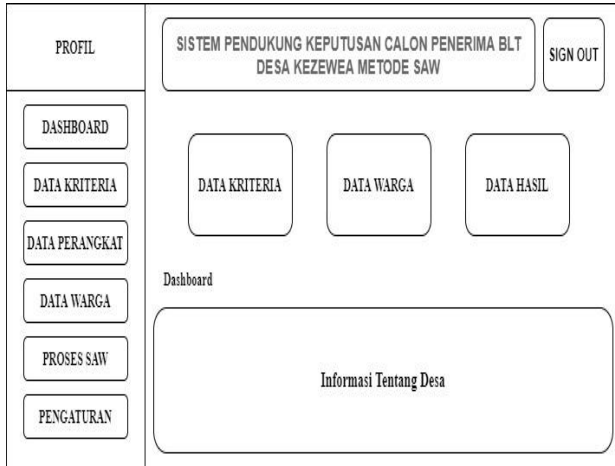 PROFIL
SISTEM PENDUKUNG KEPUTUSAN CALON PENERIMA BLT
DESA KEZEWEA METODE SAW
SIGN OUT
DASHBOARD
DATA KRITERIA
DATA PERANGKAT
DATA WARGA
PROSES SAW
PENGATURAN
DATA KRITERIA
DATA WARGA
DATA HASIL
Dashboard
Informasi Tentang Desa